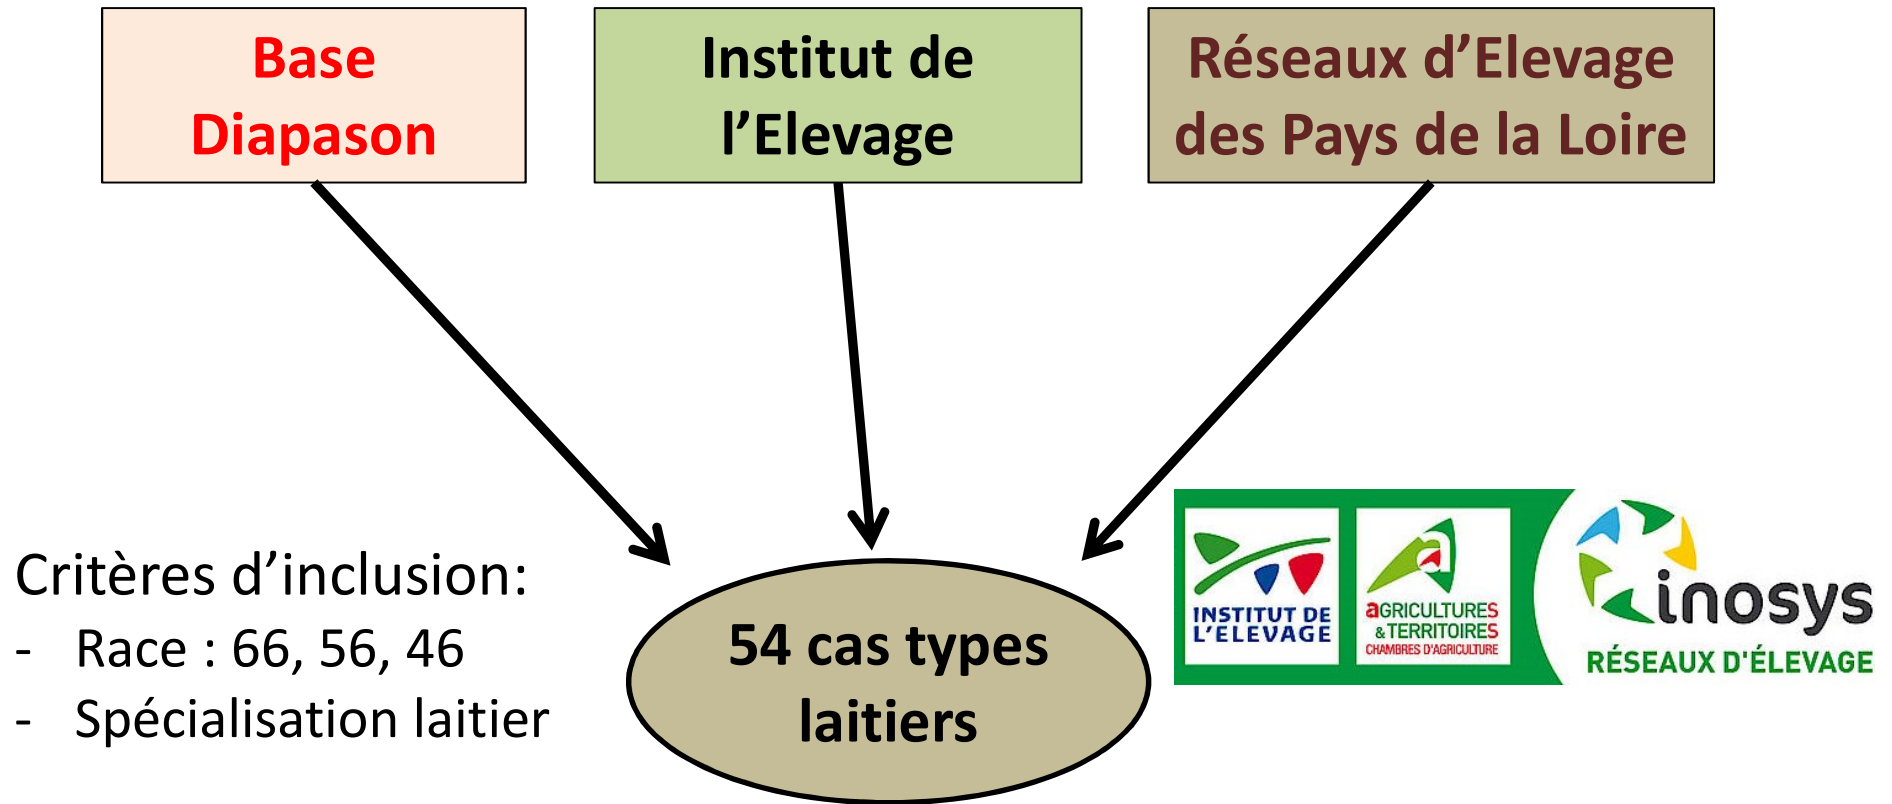 Base
Diapason
Institut de
l’Elevage
Réseaux d’Elevage
des Pays de la Loire
Critères d’inclusion:
- Race : 66, 56, 46
- Spécialisation laitier
54 cas types
laitiers
INSTITUT DE
L'ELEVAGE
aGRICULTURES
& TERRITOIRES
CHAMBRES D'AGRICULTURE
inosys
RÉSEAUX D'ÉLEVAGE